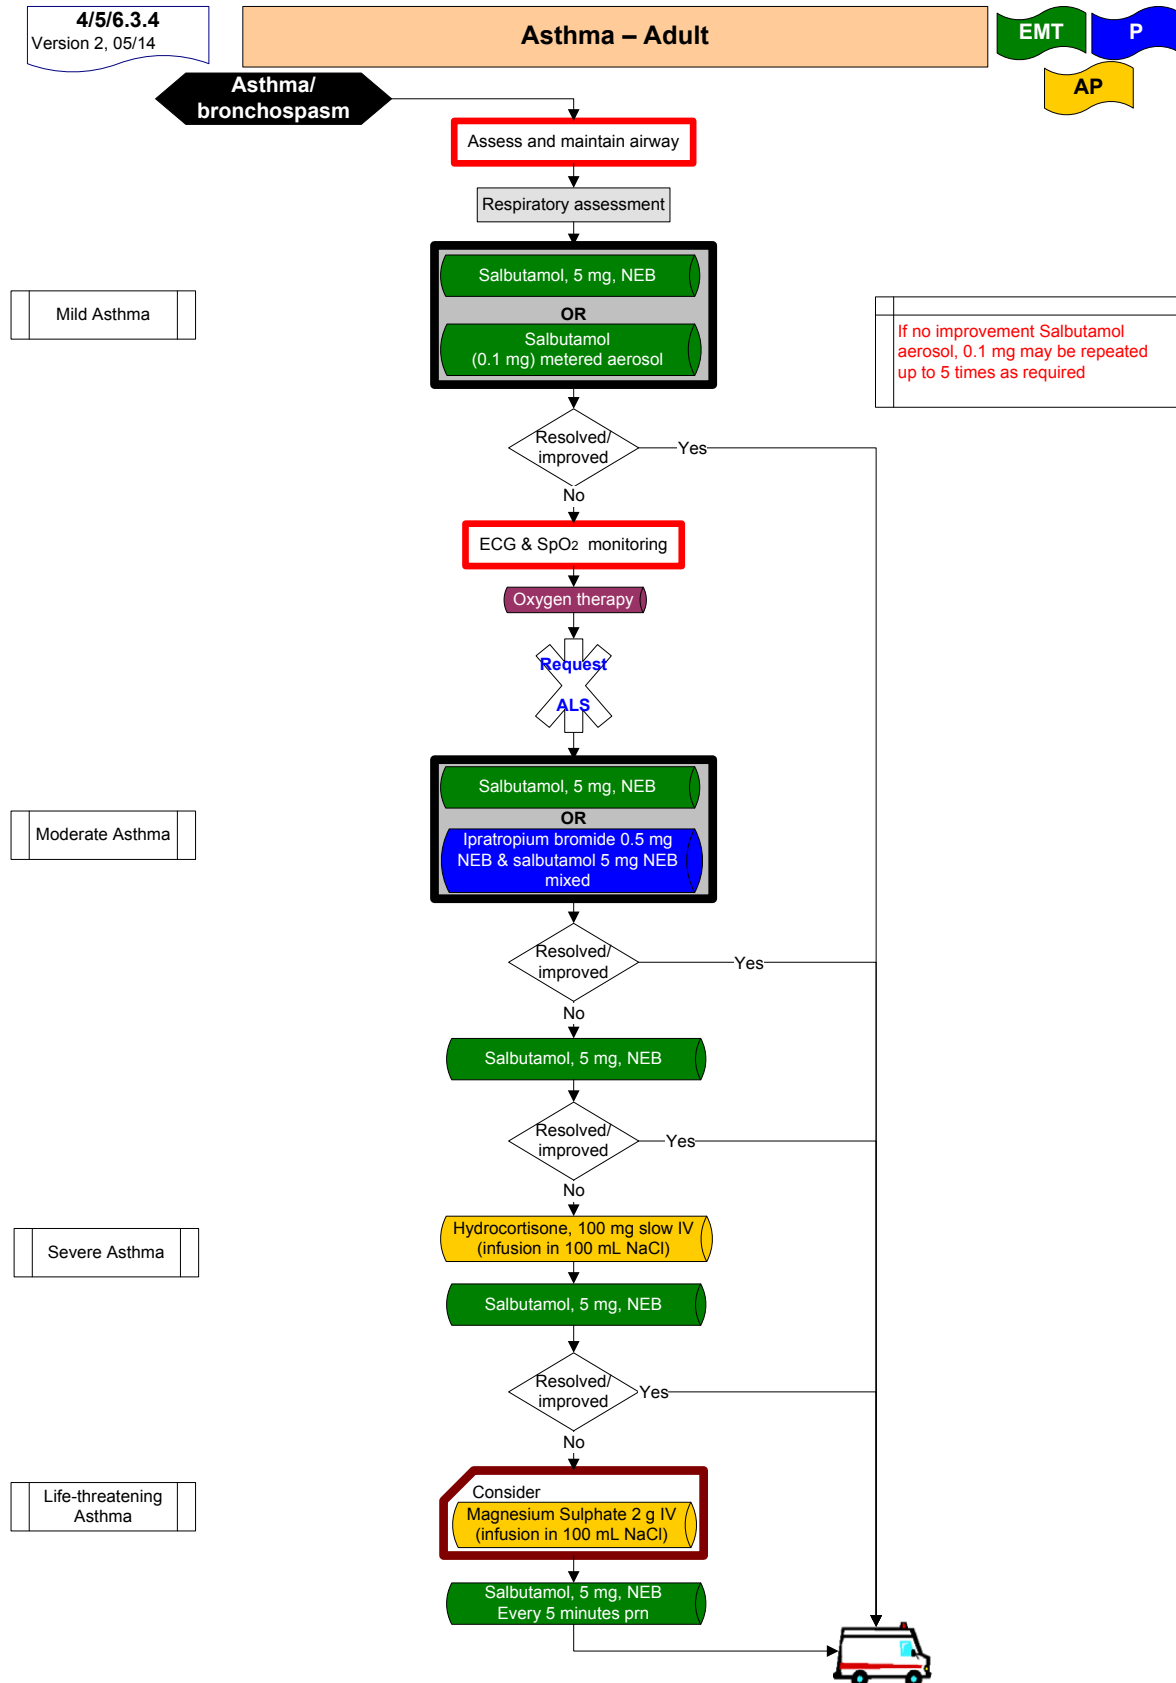 4/5/6.3.4
Version 2, 05/14
Asthma – Adult
EMT
P
AP
Asthma/
bronchospasm
Assess and maintain airway
Respiratory assessment
Mild Asthma
Salbutamol, 5 mg, NEB
OR
Salbutamol
(0.1 mg) metered aerosol
If no improvement Salbutamol
aerosol, 0.1 mg may be repeated
up to 5 times as required
Resolved/
improved
Yes
No
ECG & SpO2 monitoring
Oxygen therapy
Request
ALS
Moderate Asthma
Salbutamol, 5 mg, NEB
OR
Ipratropium bromide 0.5 mg
NEB & salbutamol 5 mg NEB
mixed
Resolved/
improved
Yes
No
Salbutamol, 5 mg, NEB
Resolved/
improved
Yes
No
Severe Asthma
Hydrocortisone, 100 mg slow IV
(infusion in 100 mL NaCl)
Salbutamol, 5 mg, NEB
Resolved/
improved
Yes
No
Life-threatening
Asthma
Consider
Magnesium Sulphate 2 g IV
(infusion in 100 mL NaCl)
Salbutamol, 5 mg, NEB
Every 5 minutes prn